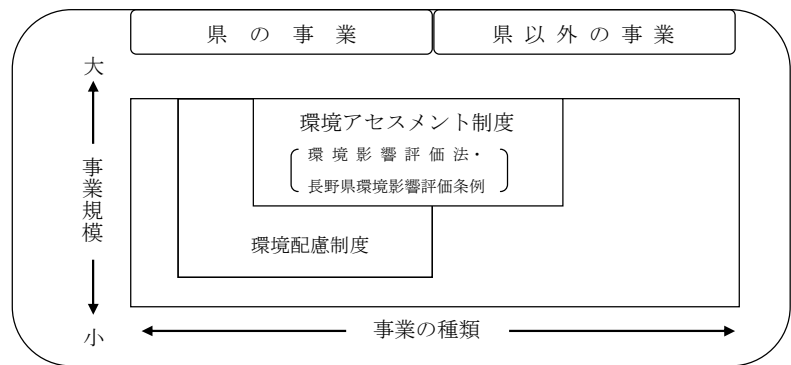 県の事業
県以外の事業
大
事業規模
小
環境アセスメント制度
環境影響評価法・
長野県環境影響評価条例
環境配慮制度
事業の種類